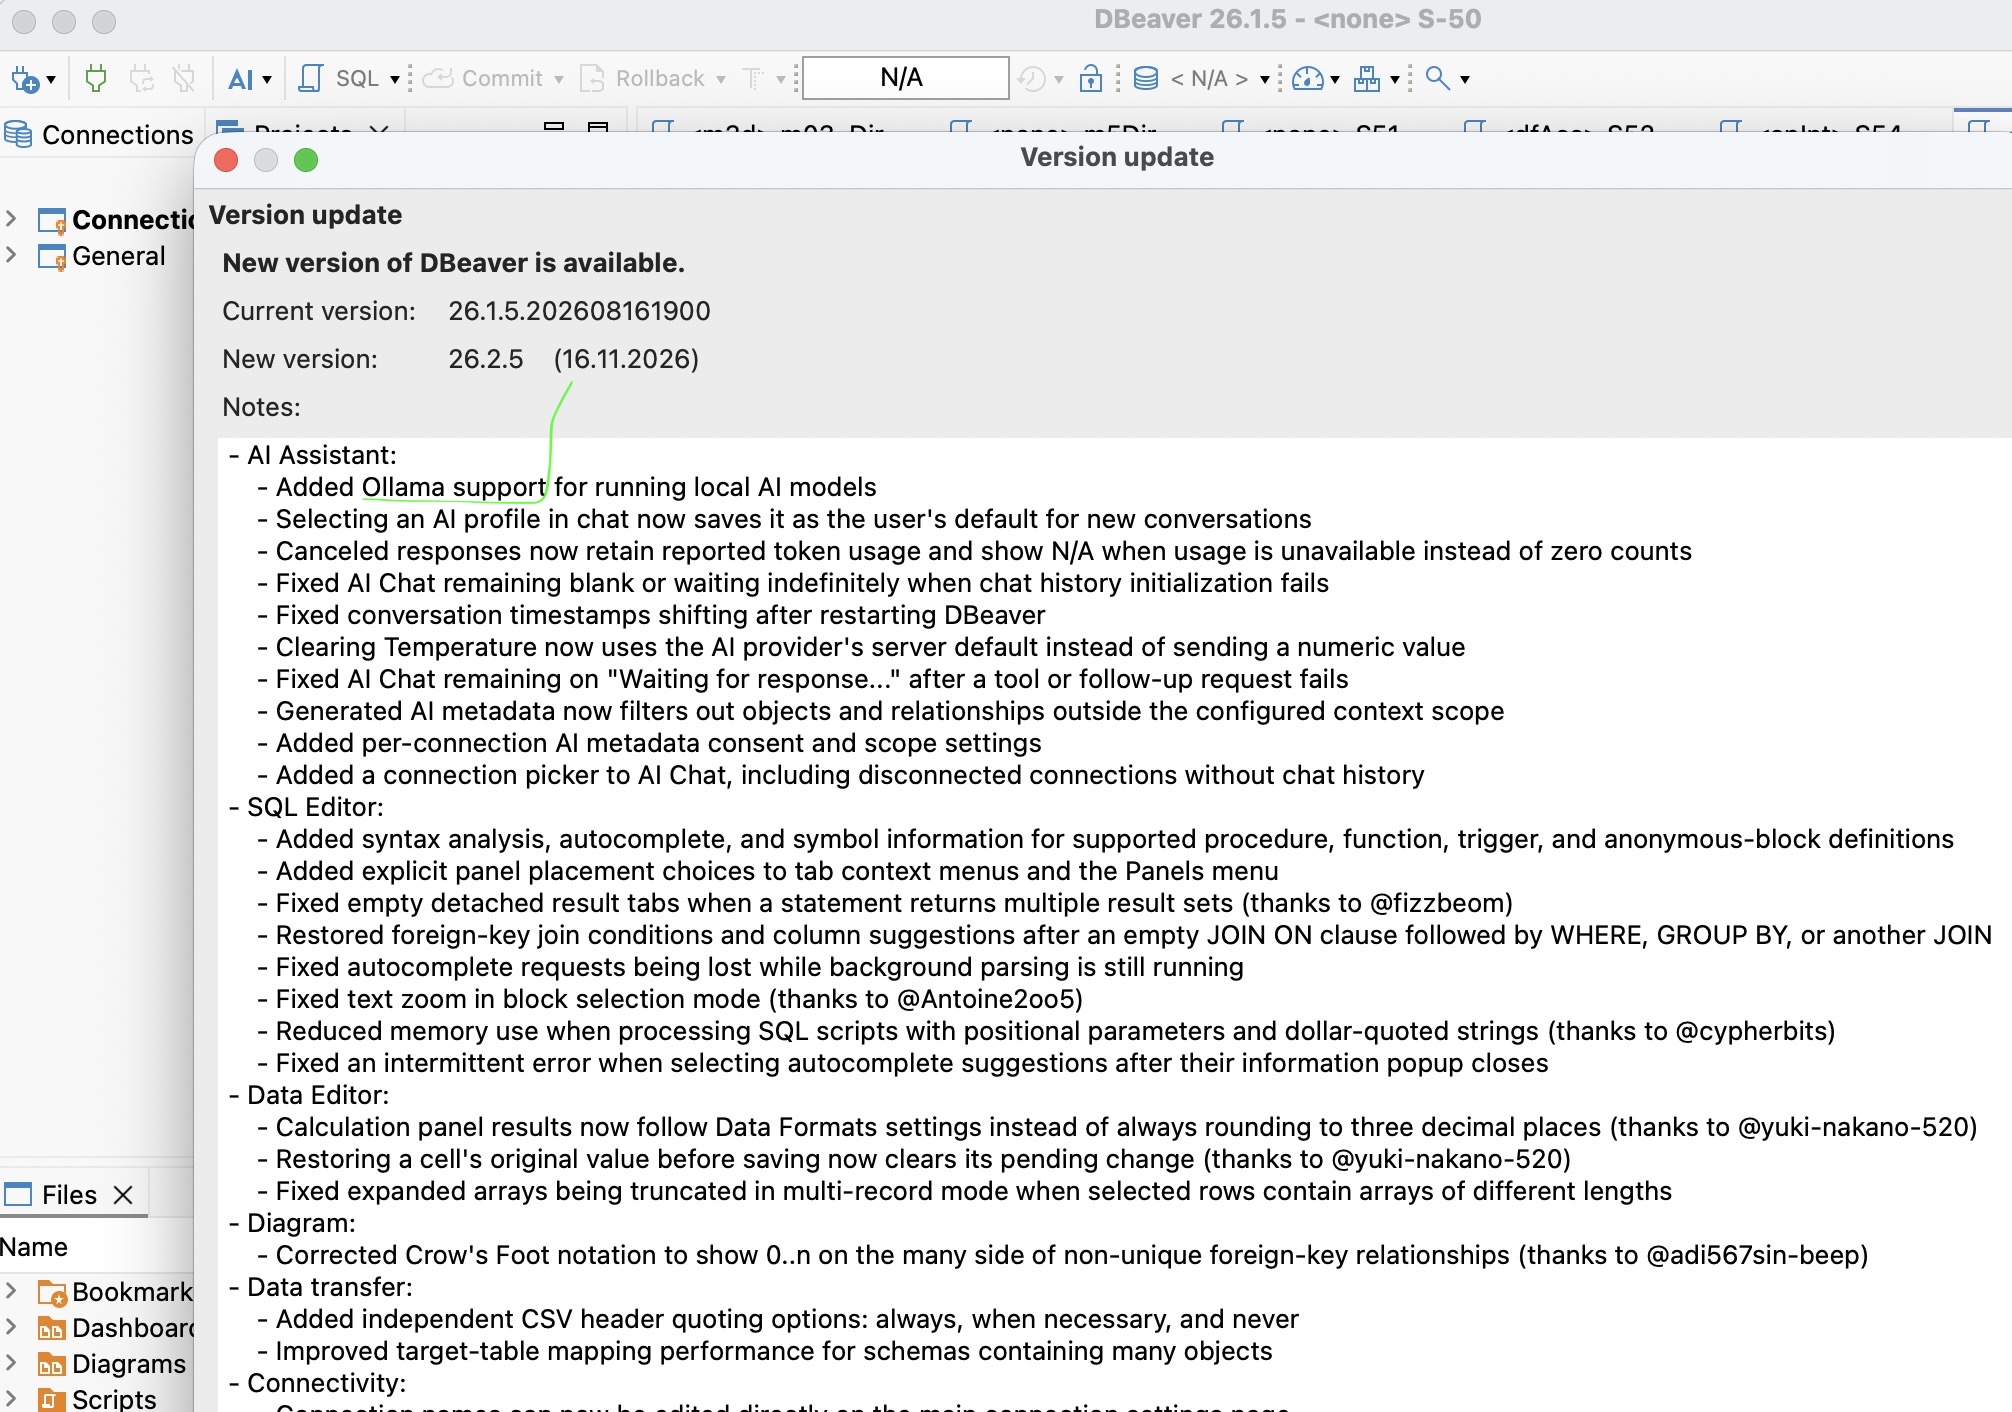 DBeaver 26.1.5 - <none> S-50
AI
SQL
Commit
Rollback
N/A
< N/A >
Connections
Projects
<none>
Version update
Connectio
General
Version update
New version of DBeaver is available.
Current version: 26.1.5.202608161900
New version: 26.2.5 (16.11.2026)
Notes:
- AI Assistant:
- Added Ollama support for running local AI models
- Selecting an AI profile in chat now saves it as the user's default for new conversations
- Canceled responses now retain reported token usage and show N/A when usage is unavailable instead of zero counts
- Fixed AI Chat remaining blank or waiting indefinitely when chat history initialization fails
- Fixed conversation timestamps shifting after restarting DBeaver
- Clearing Temperature now uses the AI provider's server default instead of sending a numeric value
- Fixed AI Chat remaining on "Waiting for response..." after a tool or follow-up request fails
- Generated AI metadata now filters out objects and relationships outside the configured context scope
- Added per-connection AI metadata consent and scope settings
- Added a connection picker to AI Chat, including disconnected connections without chat history
- SQL Editor:
- Added syntax analysis, autocomplete, and symbol information for supported procedure, function, trigger, and anonymous-block definitions
- Added explicit panel placement choices to tab context menus and the Panels menu
- Fixed empty detached result tabs when a statement returns multiple result sets (thanks to @fizzbeom)
- Restored foreign-key join conditions and column suggestions after an empty JOIN ON clause followed by WHERE, GROUP BY, or another JOIN
- Fixed autocomplete requests being lost while background parsing is still running
- Fixed text zoom in block selection mode (thanks to @Antoine2oo5)
- Reduced memory use when processing SQL scripts with positional parameters and dollar-quoted strings (thanks to @cypherbits)
- Fixed an intermittent error when selecting autocomplete suggestions after their information popup closes
- Data Editor:
- Calculation panel results now follow Data Formats settings instead of always rounding to three decimal places (thanks to @yuki-nakano-520)
- Restoring a cell's original value before saving now clears its pending change (thanks to @yuki-nakano-520)
- Fixed expanded arrays being truncated in multi-record mode when selected rows contain arrays of different lengths
- Diagram:
- Corrected Crow's Foot notation to show 0..n on the many side of non-unique foreign-key relationships (thanks to @adi567sin-beep)
- Data transfer:
- Added independent CSV header quoting options: always, when necessary, and never
- Improved target-table mapping performance for schemas containing many objects
- Connectivity:
Files
Name
Bookmark
Dashboard
Diagrams
Scripts